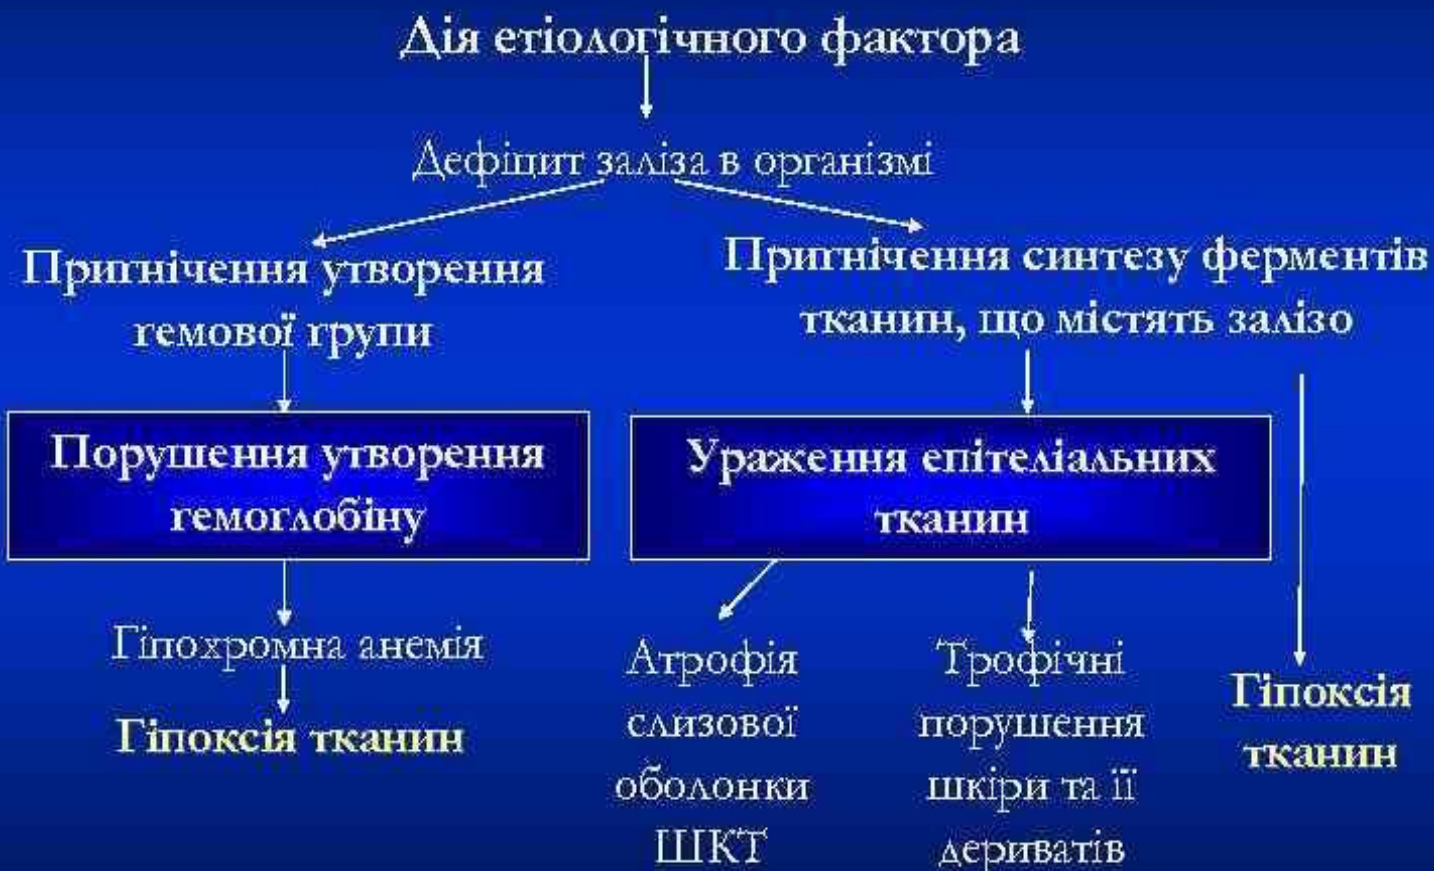 Дія етіологічного фактора
Дефіцит заліза в організмі
Пригнічення утворення
гемової групи
Пригнічення синтезу ферментів
тканин, що містять залізо
Порушення утворення
гемоглобіну
Ураження епітеліальних
тканин
Гіпохромна анемія
Гіпоксія тканин
Атрофія
слизової
оболонки
ШКТ
Трофічні
порушення
шкіри та її
дериватів
Гіпоксія
тканин